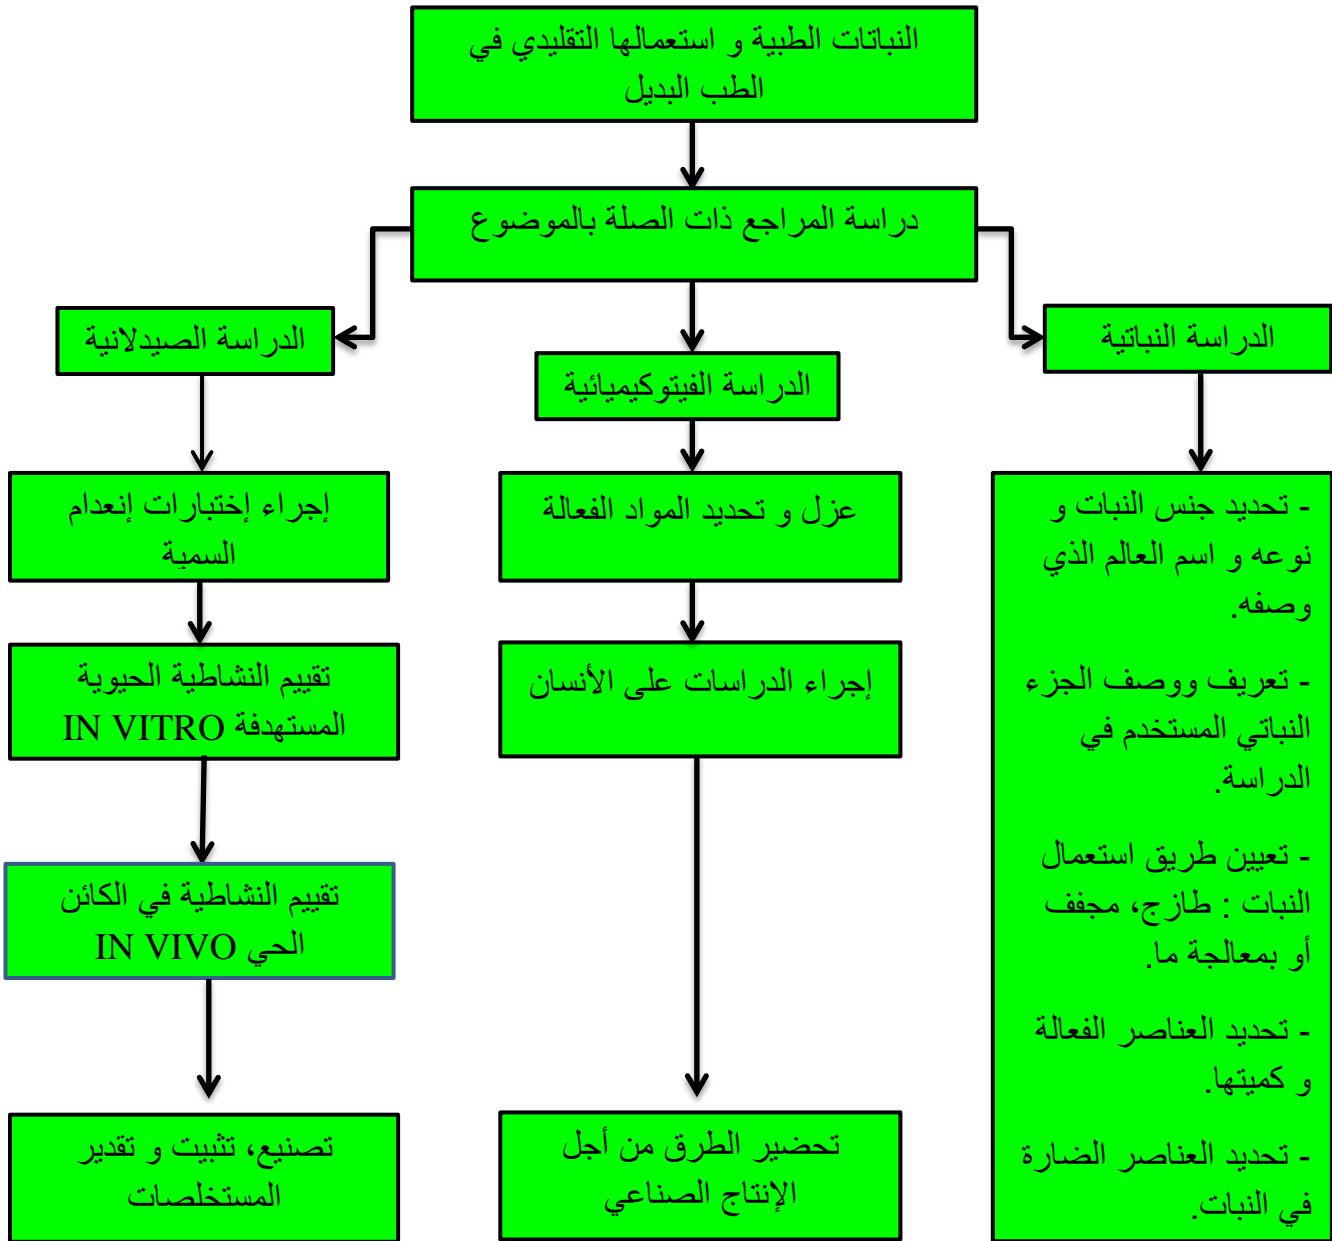 النباتات الطبية و استعمالها التقليدي في
الطب البديل
دراسة المراجع ذات الصلة بالموضوع
الدراسة النباتية
الدراسة الفيتوكيميائية
الدراسة الصيدلانية
- تحديد جنس النبات و
نوعه و اسم العالم الذي
وصفه.
- تعريف ووصف الجزء
النباتي المستخدم في
الدراسة.
- تعيين طريق استعمال
النبات : طازج، مجفف
أو بمعالجة ما.
- تحديد العناصر الفعالة
و كميتها.
- تحديد العناصر الضارة
في النبات.
عزل و تحديد المواد الفعالة
إجراء الدراسات على الأنسان
تحضير الطرق من أجل
الإنتاج الصناعي
إجراء إختبارات إنعدام
السمية
تقييم النشاطية الحيوية
المستهدفة IN VITRO
تقييم النشاطية في الكائن
الحي IN VIVO
تصنيع، تثبيت و تقدير
المستخلصات